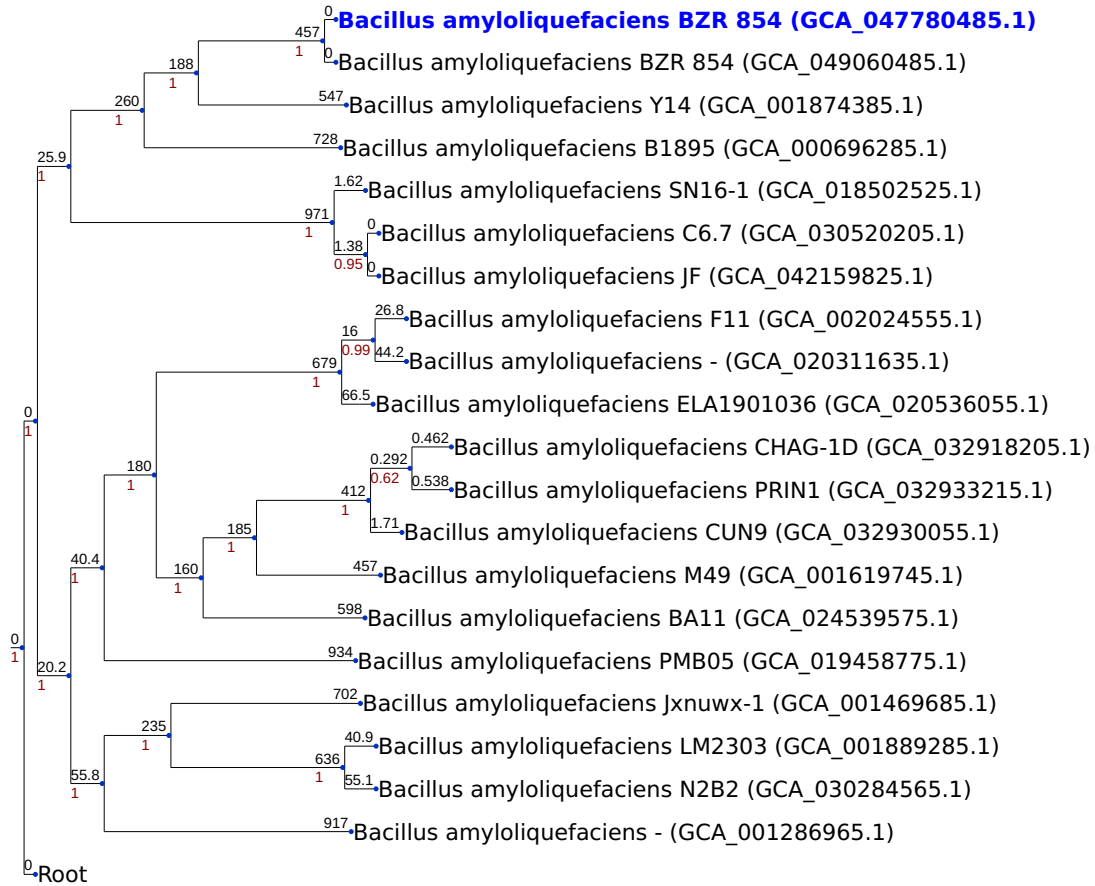 0
Bacillus amyloliquefaciens BZR 854 (GCA_047780485.1)
457
1
0
Bacillus amyloliquefaciens BZR 854 (GCA_049060485.1)
188
1
547
Bacillus amyloliquefaciens Y14 (GCA_001874385.1)
260
1
728
Bacillus amyloliquefaciens B1895 (GCA_000696285.1)
25.9
1
1.62
Bacillus amyloliquefaciens SN16-1 (GCA_018502525.1)
971
1
0
Bacillus amyloliquefaciens C6.7 (GCA_030520205.1)
1.38
0.95
0
Bacillus amyloliquefaciens JF (GCA_042159825.1)
26.8
Bacillus amyloliquefaciens F11 (GCA_002024555.1)
16
0.99
44.2
Bacillus amyloliquefaciens - (GCA_020311635.1)
679
1
66.5
Bacillus amyloliquefaciens ELA1901036 (GCA_020536055.1)
0
1
0.462
Bacillus amyloliquefaciens CHAG-1D (GCA_032918205.1)
180
1
0.292
0.62
0.538
Bacillus amyloliquefaciens PRIN1 (GCA_032933215.1)
412
1
1.71
Bacillus amyloliquefaciens CUN9 (GCA_032930055.1)
185
1
457
Bacillus amyloliquefaciens M49 (GCA_001619745.1)
40.4
1
160
1
598
Bacillus amyloliquefaciens BA11 (GCA_024539575.1)
0
1
934
Bacillus amyloliquefaciens PMB05 (GCA_019458775.1)
20.2
1
702
Bacillus amyloliquefaciens Jxnuwx-1 (GCA_001469685.1)
235
1
40.9
Bacillus amyloliquefaciens LM2303 (GCA_001889285.1)
636
1
55.1
Bacillus amyloliquefaciens N2B2 (GCA_030284565.1)
55.8
1
917
Bacillus amyloliquefaciens - (GCA_001286965.1)
0
Root